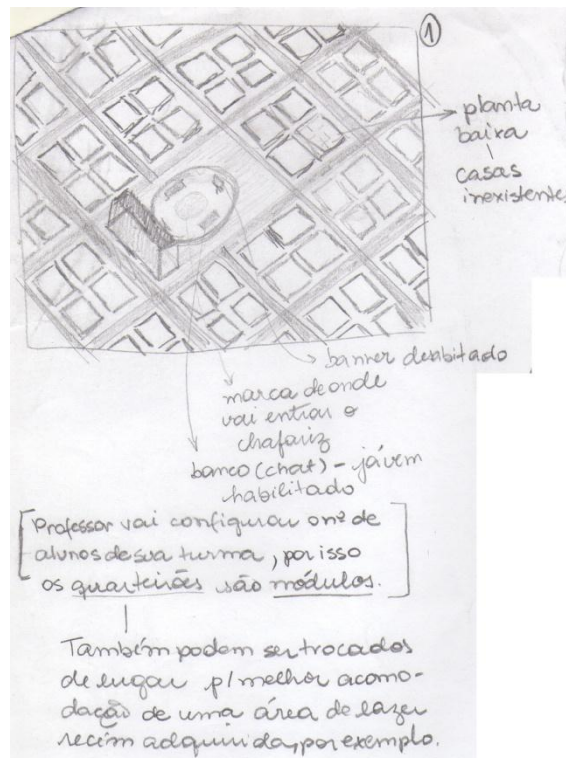 1
planta
baixa
casas
inexistentes
banner desabitado
marca de onde
vai entrar o
chafariz
banco (chat) - já vem
habilitado
[Professor vai configurar o nº de
alunos de sua turma, por isso
os quarteirões são módulos.]
Também podem ser trocados
de lugar p/ melhor acomo-
dação de uma área de lazer
recém adquirida, por exemplo.